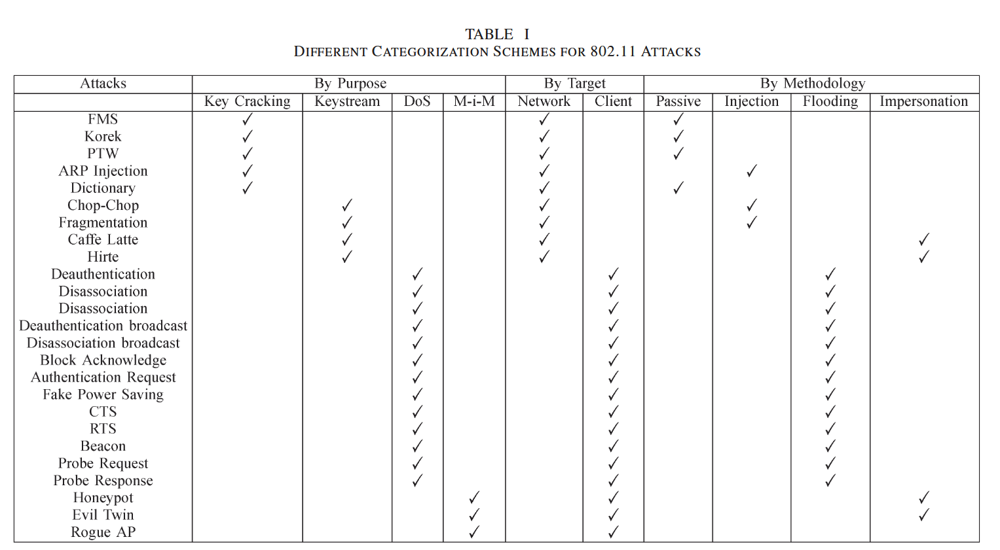 TABLE I
DIFFERENT CATEGORIZATION SCHEMES FOR 802.11 ATTACKS
Attacks By Purpose By Target By Methodology
Key Cracking Keystream DoS M-i-M Network Client Passive Injection Flooding Impersonation
FMS ✓ ✓ ✓
Korek ✓ ✓ ✓
PTW ✓ ✓ ✓
ARP Injection ✓ ✓ ✓
Dictionary ✓ ✓ ✓
Chop-Chop ✓ ✓ ✓
Fragmentation ✓ ✓ ✓
Caffe Latte ✓ ✓ ✓
Hirte ✓ ✓ ✓
Deauthentication ✓ ✓ ✓
Disassociation ✓ ✓ ✓
Disassociation ✓ ✓ ✓
Deauthentication broadcast ✓ ✓ ✓
Disassociation broadcast ✓ ✓ ✓
Block Acknowledge ✓ ✓ ✓
Authentication Request ✓ ✓ ✓
Fake Power Saving ✓ ✓ ✓
CTS ✓ ✓ ✓
RTS ✓ ✓ ✓
Beacon ✓ ✓ ✓
Probe Request ✓ ✓ ✓
Probe Response ✓ ✓ ✓
Honeypot ✓ ✓ ✓
Evil Twin ✓ ✓ ✓
Rogue AP ✓ ✓